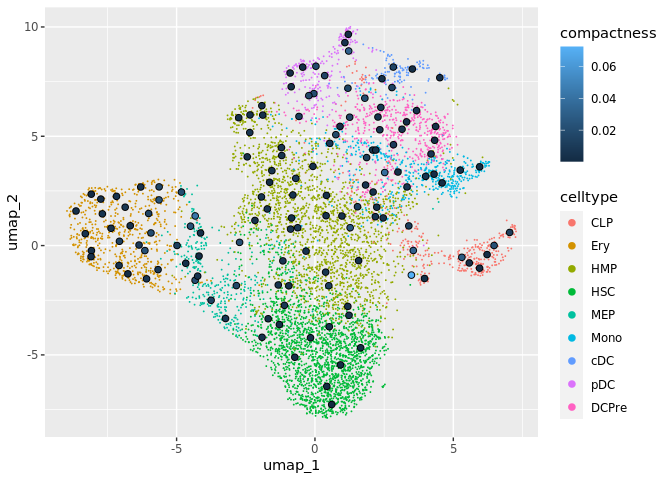 10
5
0
-5
-5
0
5
umap_1
umap_2
compactness
0.06
0.04
0.02
celltype
CLP
Ery
HMP
HSC
MEP
Mono
cDC
pDC
DCPre